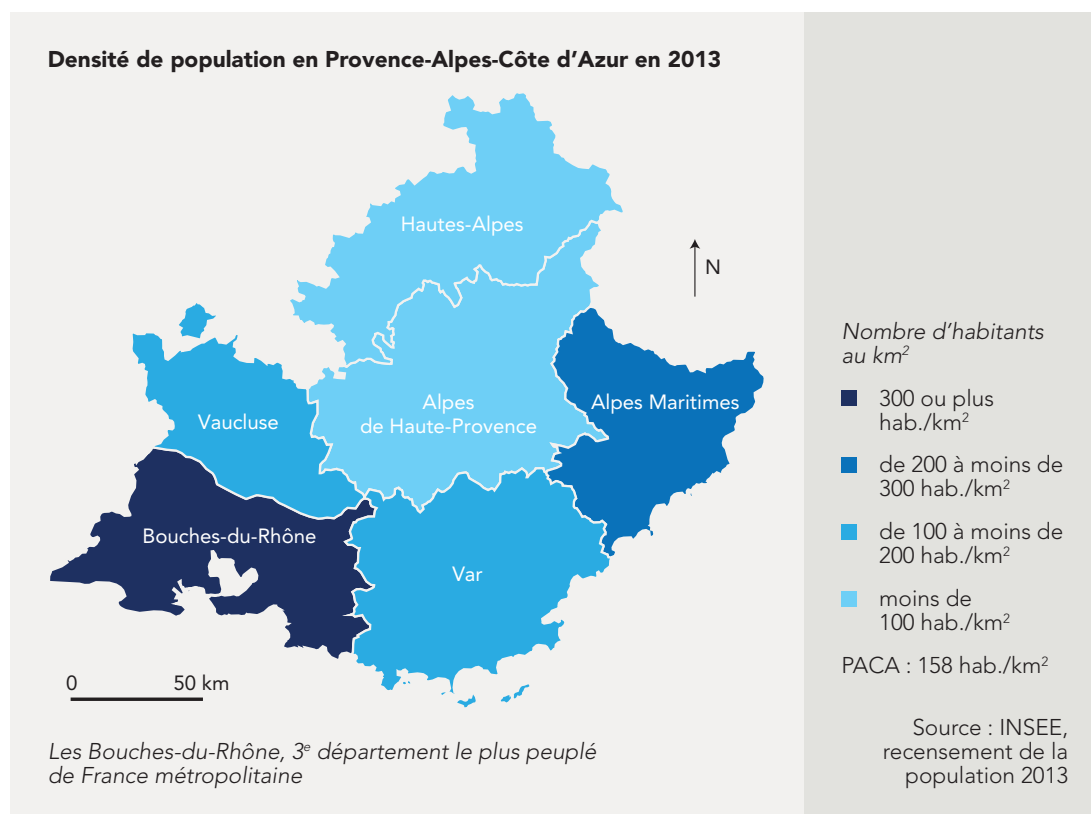 Densité de population en Provence-Alpes-Côte d’Azur en 2013
Hautes-Alpes
N
Alpes
de Haute-Provence
Alpes Maritimes
Vaucluse
Bouches-du-Rhône
Var
0 50 km
Les Bouches-du-Rhône, 3e département le plus peuplé
de France métropolitaine
Nombre d’habitants
au km²
300 ou plus
hab./km²
de 200 à moins de
300 hab./km²
de 100 à moins de
200 hab./km²
moins de
100 hab./km²
PACA : 158 hab./km²
Source : INSEE,
recensement de la
population 2013